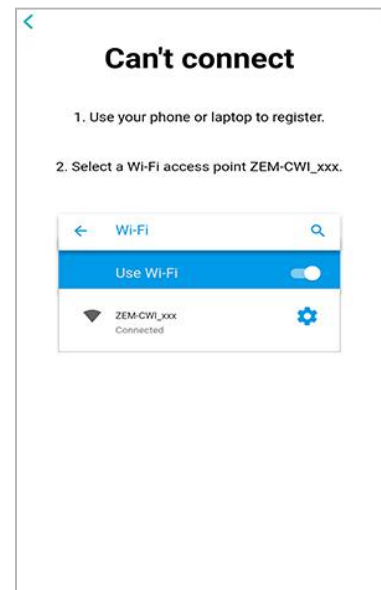 Can't connect
1. Use your phone or laptop to register.
2. Select a Wi-Fi access point ZEM-CWI_xxx.
Wi-Fi
Use Wi-Fi
ZEM-CWI_xxx
Connected